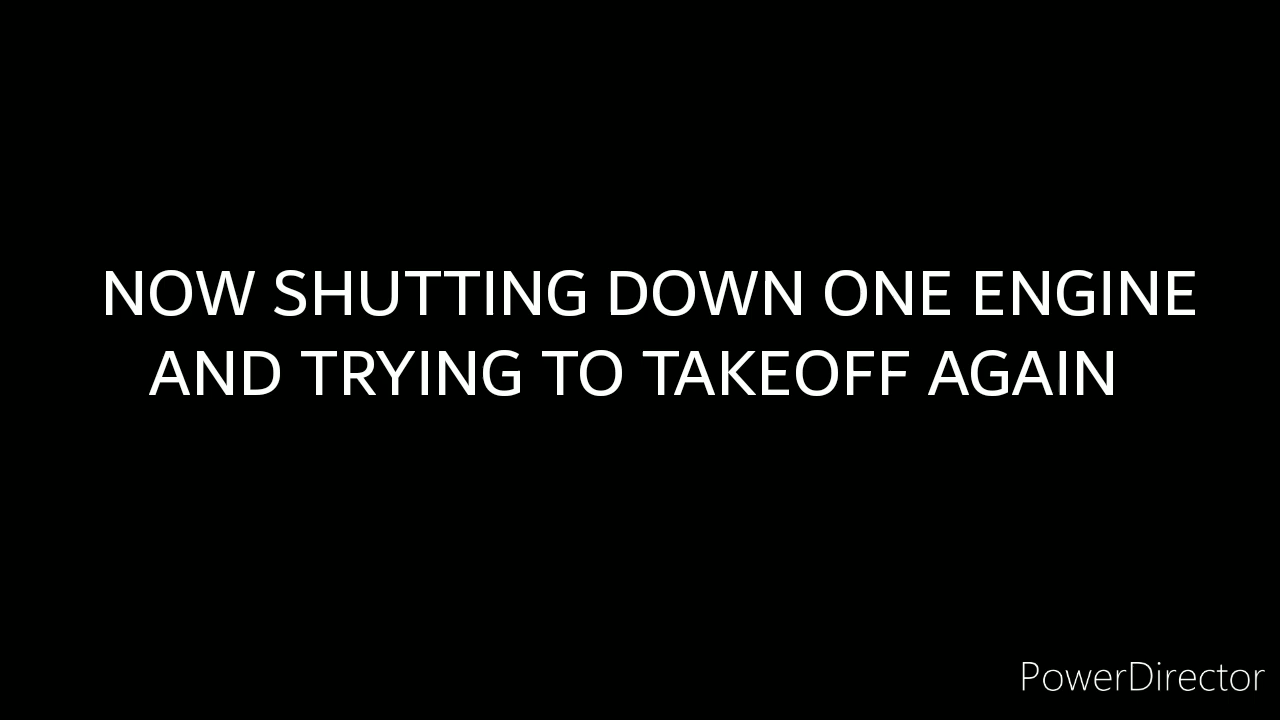 NOW SHUTTING DOWN ONE ENGINE
AND TRYING TO TAKEOFF AGAIN
PowerDirector